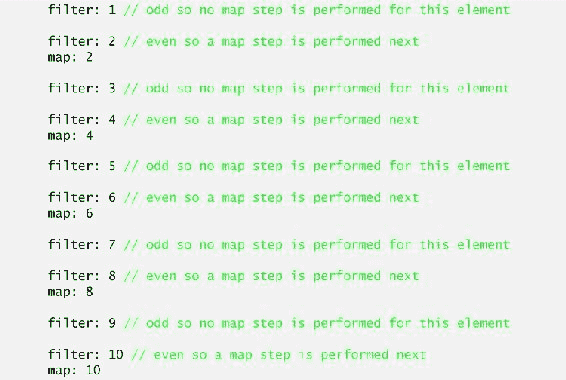 filter: 1 // odd so no map step is performed for this element
filter: 2 // even so a map step is performed next
map: 2
filter: 3 // odd so no map step is performed for this element
filter: 4 // even so a map step is performed next
map: 4
filter: 5 // odd so no map step is performed for this element
filter: 6 // even so a map step is performed next
map: 6
filter: 7 // odd so no map step is performed for this element
filter: 8 // even so a map step is performed next
map: 8
filter: 9 // odd so no map step is performed for this element
filter: 10 // even so a map step is performed next
map: 10